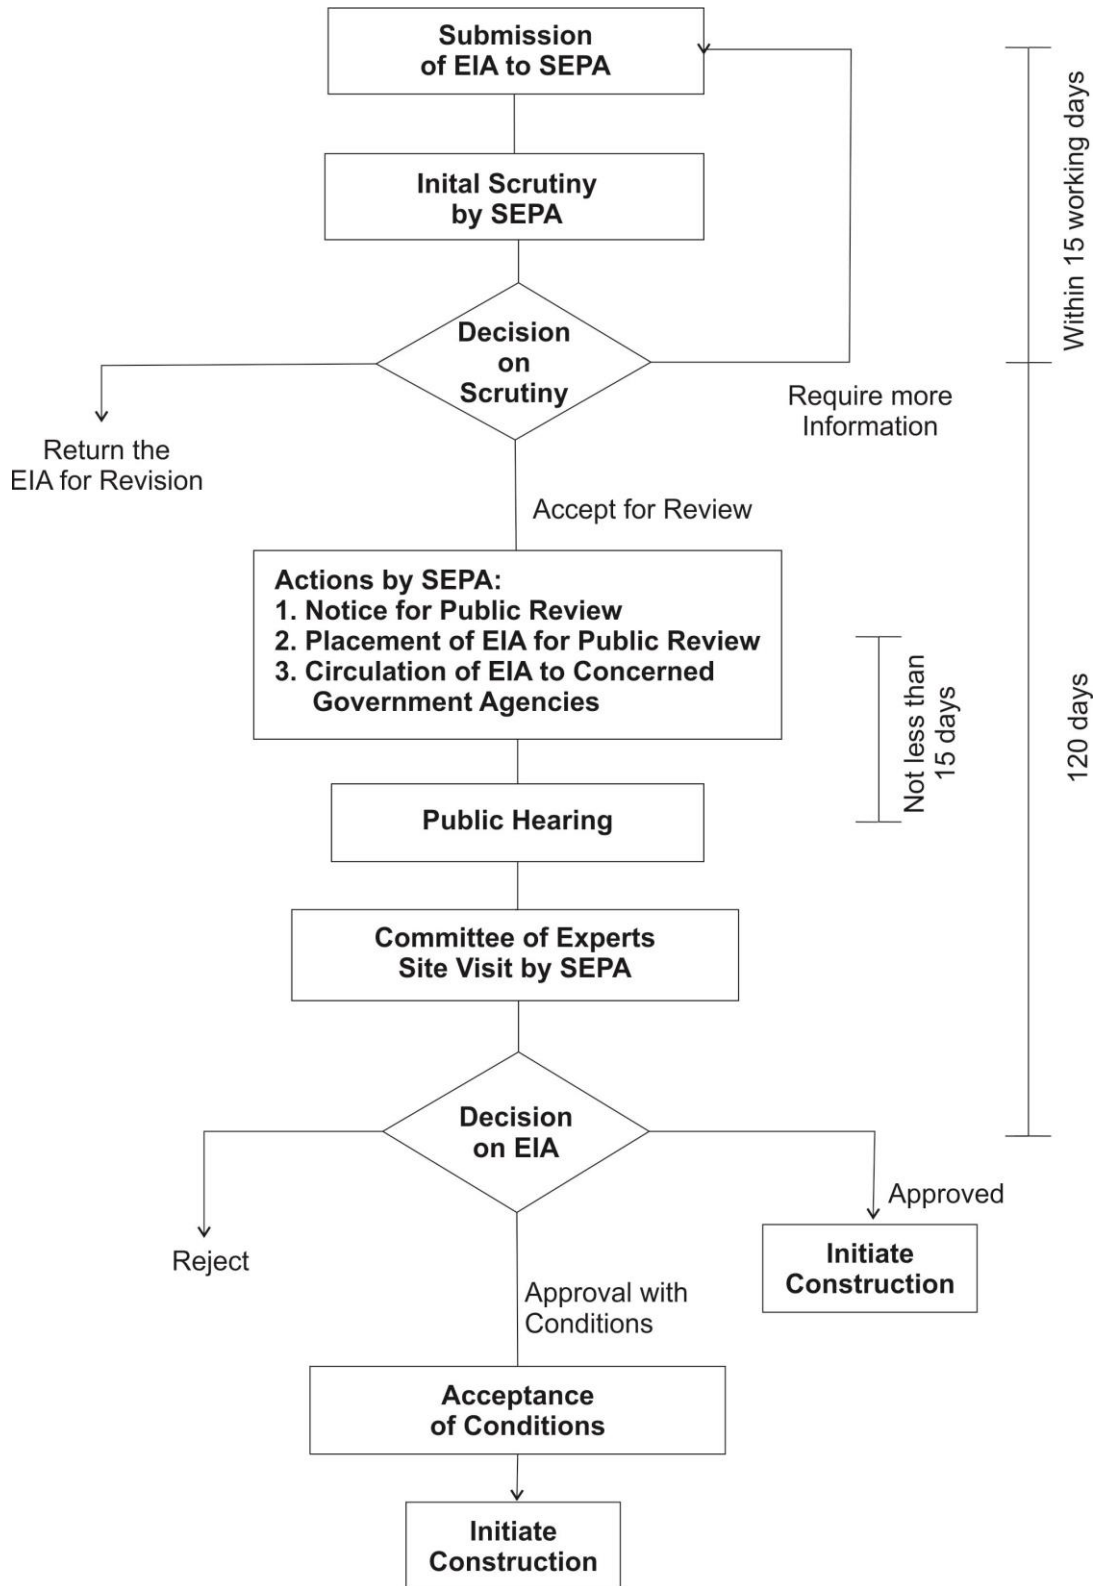 Submission
of EIA to SEPA
Inital Scrutiny
by SEPA
Within 15 working days
Decision
on
Scrutiny
Require more
Information
Return the
EIA for Revision
Accept for Review
Actions by SEPA:
1. Notice for Public Review
2. Placement of EIA for Public Review
3. Circulation of EIA to Concerned
Government Agencies
Not less than
15 days
120 days
Public Hearing
Committee of Experts
Site Visit by SEPA
Decision
on EIA
Approved
Reject
Initiate
Construction
Approval with
Conditions
Acceptance
of Conditions
Initiate
Construction